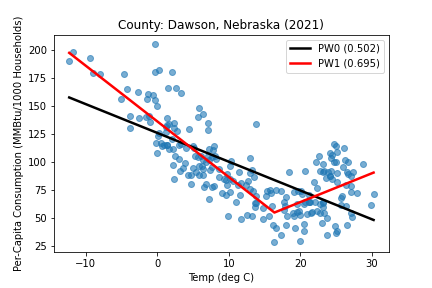 County: Dawson, Nebraska (2021)
PW0 (0.502)
PW1 (0.695)
Per-Capita Consumption (MMBtu/1000 Households)
200
175
150
125
100
75
50
25
−10 0 10 20 30
Temp (deg C)